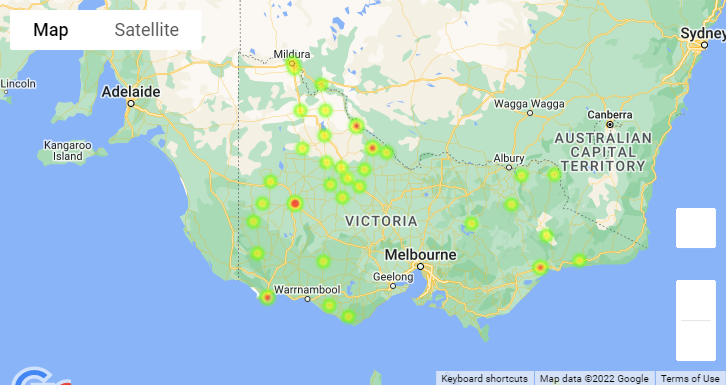 Map
Satellite
Mildura
Sydney
Lincoln
Adelaide
Wagga Wagga
Canberra
Kangaroo
Island
AUSTRALIAN
CAPITAL
TERRITORY
Albury
VICTORIA
Melbourne
Geelong
Warrnambool
Keyboard shortcuts
Map data ©2022 Google
Terms of Use